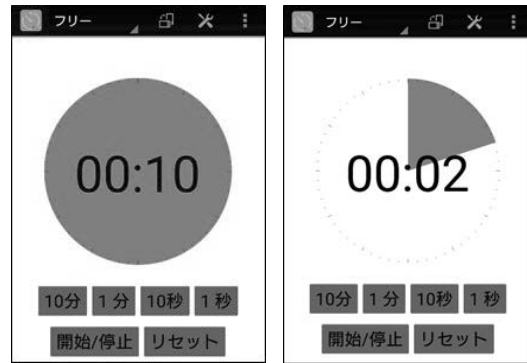 フリー
00:10
10分 1分 10秒 1秒
開始/停止 リセット
フリー
00:02
10分 1分 10秒 1秒
開始/停止 リセット